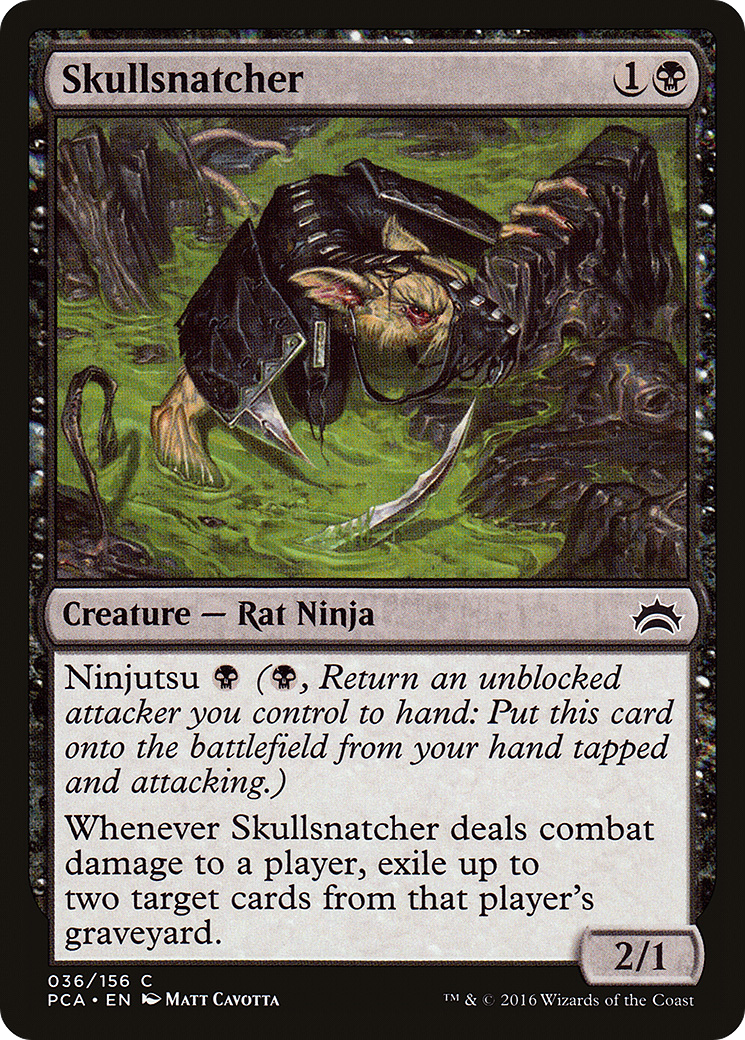 Skullsnatcher 1
Creature — Rat Ninja
Ninjutsu (, Return an unblocked
attacker you control to hand: Put this card
onto the battlefield from your hand tapped
and attacking.)
Whenever Skullsnatcher deals combat
damage to a player, exile up to
two target cards from that player's
graveyard.
2/1
036/156 C
PCA • EN Matt Cavotta ™ & © 2016 Wizards of the Coast